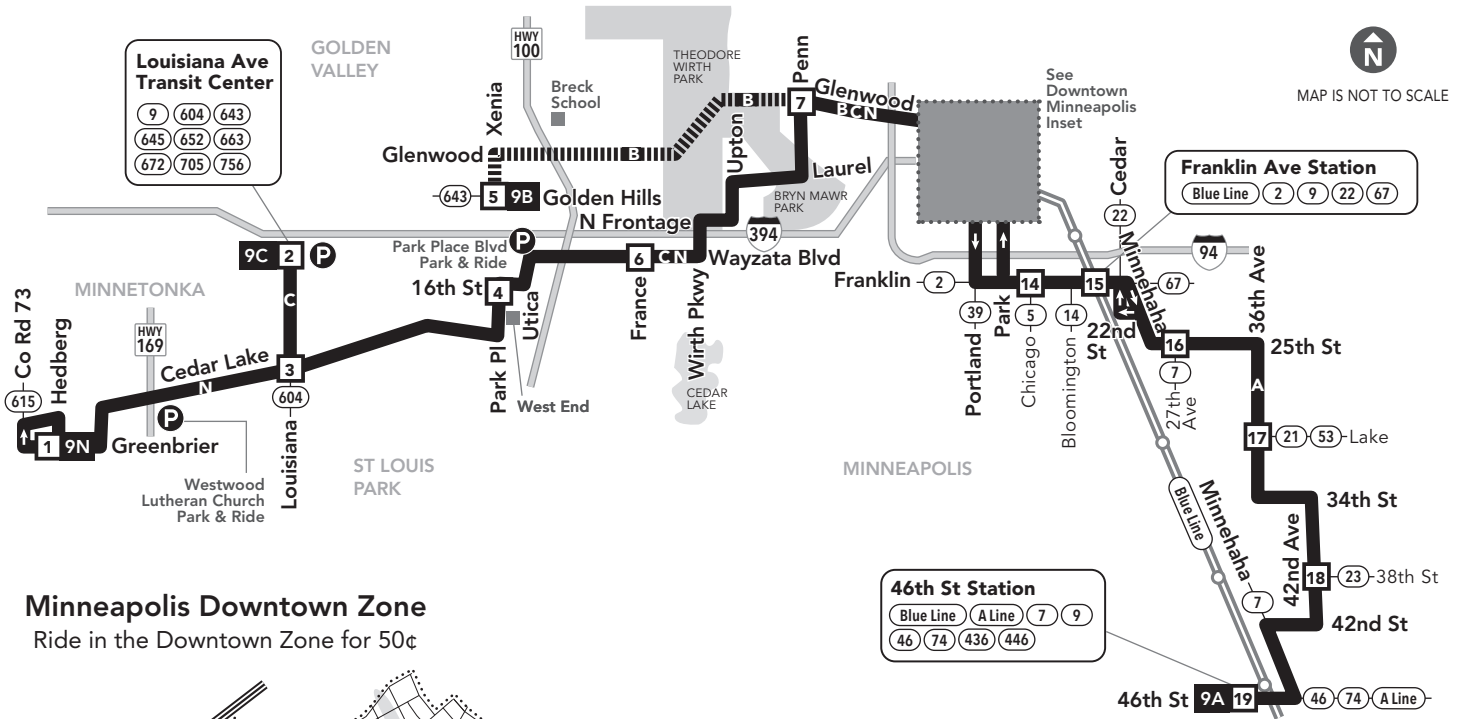 Louisiana Ave
Transit Center
9 604 643
645 652 663
672 705 756
GOLDEN
VALLEY
HWY
100
Breck
School
THEODORE
WIRTH
PARK
Penn
7
Glenwood
B C N
See
Downtown
Minneapolis
Inset
N
MAP IS NOT TO SCALE
Xenia
Glenwood
B
B
Upton
Laurel
BRYN MAWR
PARK
643
5 9B Golden Hills
N Frontage
394
Cedar
22
Franklin Ave Station
Blue Line 2 9 22 67
94
9C 2 P
Park Place Blvd
Park & Ride
P
6
C N
Wayzata Blvd
MINNETONKA
16th St
4
Utica
France
Wirth Pkwy
Franklin
2
14
15
Minnehaha
67
36th Ave
C
Co Rd 73
Hedberg
HWY
169
Cedar Lake
N
3
604
Louisiana
615
P
1 9N Greenbrier
Westwood
Lutheran Church
Park & Ride
ST LOUIS
PARK
Park Pl
West End
CEDAR
LAKE
39
Portland
Park
5
Chicago
14
Bloomington
22nd
St
16
25th St
7
27th
Ave
A
17 21 53 Lake
MINNEAPOLIS
34th St
Blue Line
Minnehaha
42nd Ave
18 23 38th St
7
42nd St
46th St Station
Blue Line A Line 7 9
46 74 436 446
46th St 9A 19 46 74 A Line
Minneapolis Downtown Zone
Ride in the Downtown Zone for 50¢